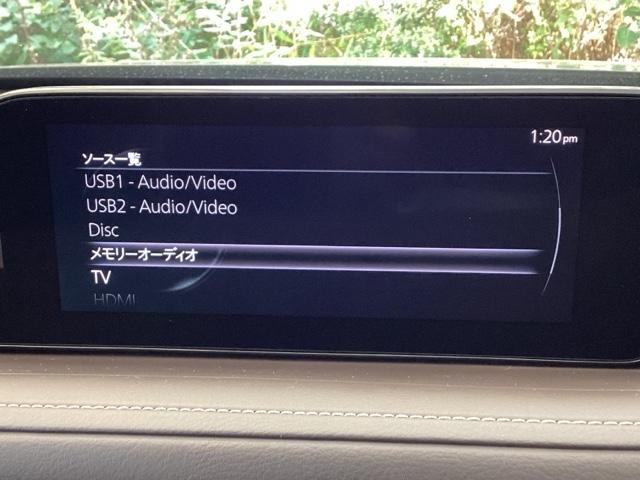 1:20pm
ソース一覧
USB1 - Audio/Video
USB2 - Audio/Video
Disc
メモリーオーディオ
TV
HDMI